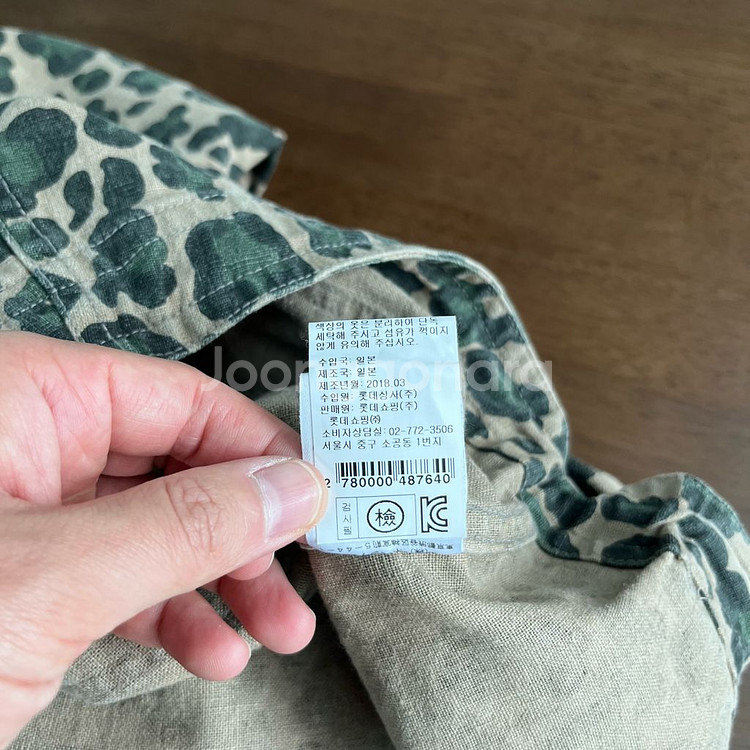 색상의 옷은 분리하여 단독
세탁해 주시고 섬유가 꺽이지
않게 유의해 주십시오.
수입국: 일본
제조국: 일본
제조년월: 2018.03
수입원: 롯데상사(주)
판매원: 롯데쇼핑(주)
롯데쇼핑㈜
소비자상담실: 02-772-3506
서울시 중구 소공동 1번지
2 780000 487640
검사필
檢
KC
Joonggonara